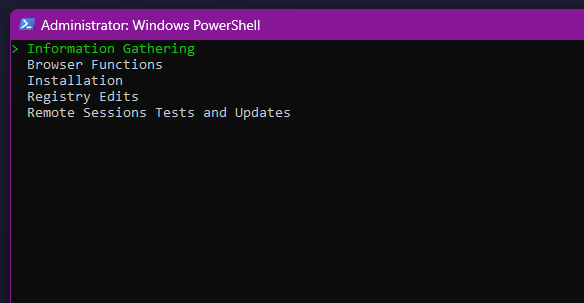 Administrator: Windows PowerShell
> Information Gathering
Browser Functions
Installation
Registry Edits
Remote Sessions Tests and Updates